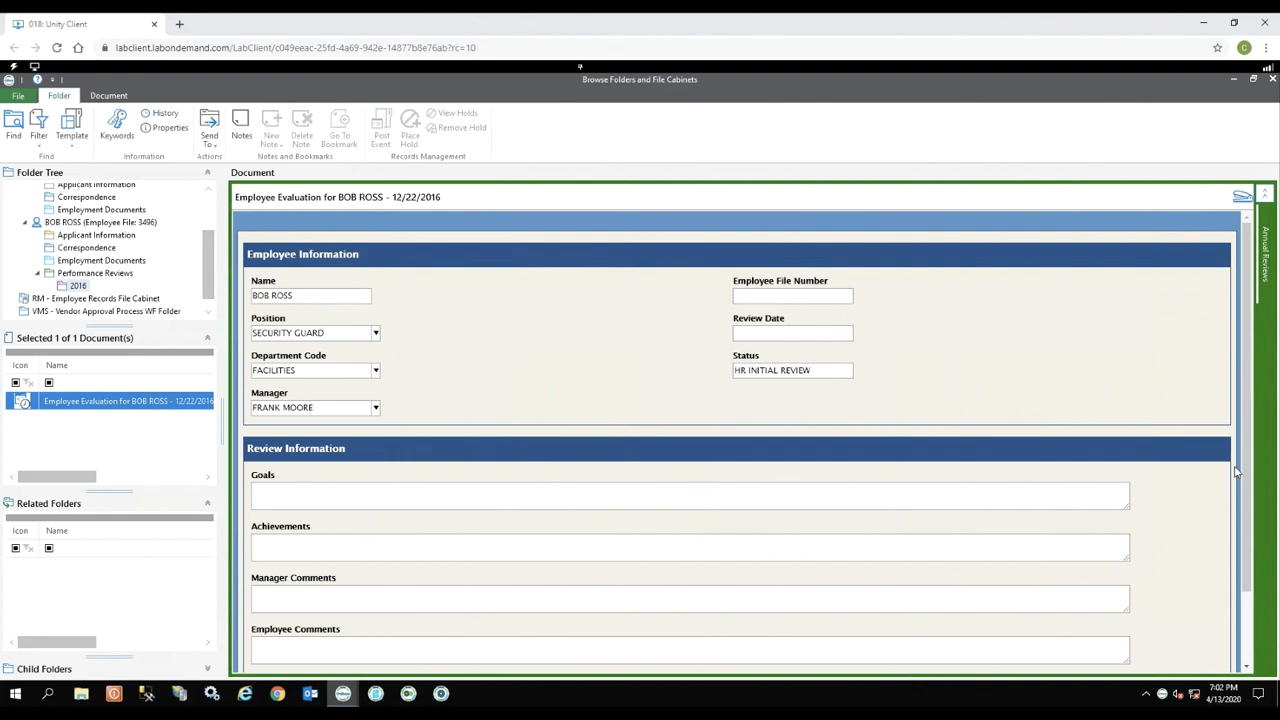 018: Unity Client
labclient.labondemand.com/LabClient/c049eeac-25fd-4a69-942e-14877b8e76ab?rc=10
C
Browse Folders and File Cabinets
File Folder Document
Find Filter Template Keywords History Properties Send To Notes New Note Delete Note Go To Bookmark Post Event Place Hold View Holds Remove Hold
Find Information Actions Notes and Bookmarks Records Management
Folder Tree
Applicant Information
Correspondence
Employment Documents
BOB ROSS (Employee File: 3496)
Applicant Information
Correspondence
Employment Documents
Performance Reviews
2016
RM - Employee Records File Cabinet
VMS - Vendor Approval Process WF Folder
Selected 1 of 1 Document(s)
Icon Name
Employee Evaluation for BOB ROSS - 12/22/2016
Related Folders
Icon Name
Child Folders
Document
Employee Evaluation for BOB ROSS - 12/22/2016
Annual Reviews
Employee Information
Name Employee File Number
BOB ROSS
Position Review Date
SECURITY GUARD
Department Code Status
FACILITIES HR INITIAL REVIEW
Manager
FRANK MOORE
Review Information
Goals
Achievements
Manager Comments
Employee Comments
7:02 PM
4/13/2020